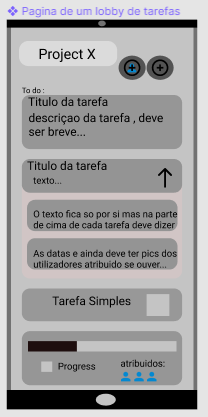 Pagina de um lobby de tarefas
Project X
To do :
Titulo da tarefa
descriçao da tarefa , deve
ser breve...
Titulo da tarefa
texto...
O texto fica so por si mas na parte
de cima de cada tarefa deve dizer
As datas e ainda deve ter pics dos
utilizadores atribuido se ouver...
Tarefa Simples
Progress
atribuidos: